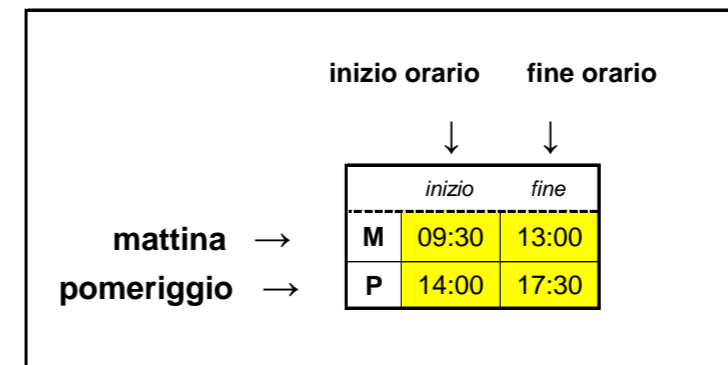 inizio orario fine orario
↓ ↓
inizio fine
mattina → M 09:30 13:00
pomeriggio → P 14:00 17:30